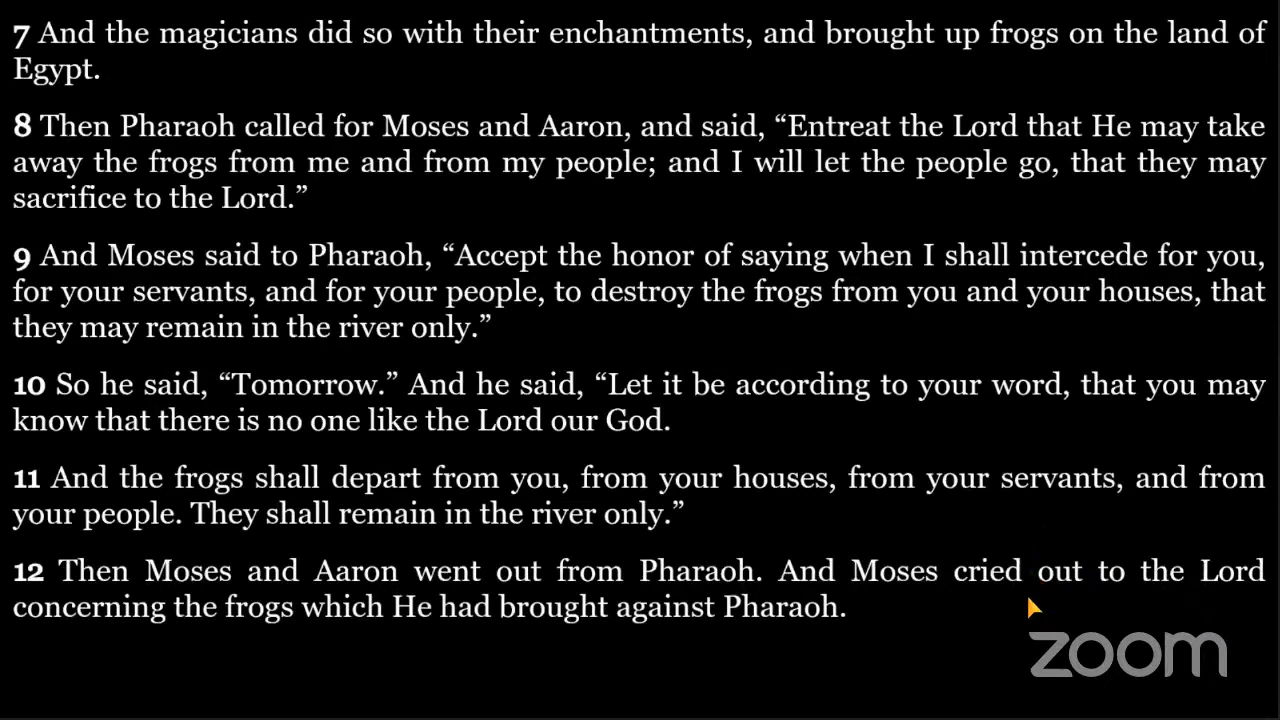 7 And the magicians did so with their enchantments, and brought up frogs on the land of
Egypt.
8 Then Pharaoh called for Moses and Aaron, and said, “Entreat the Lord that He may take
away the frogs from me and from my people; and I will let the people go, that they may
sacrifice to the Lord.”
9 And Moses said to Pharaoh, “Accept the honor of saying when I shall intercede for you,
for your servants, and for your people, to destroy the frogs from you and your houses, that
they may remain in the river only.”
10 So he said, “Tomorrow.” And he said, “Let it be according to your word, that you may
know that there is no one like the Lord our God.
11 And the frogs shall depart from you, from your houses, from your servants, and from
your people. They shall remain in the river only.”
12 Then Moses and Aaron went out from Pharaoh. And Moses cried out to the Lord
concerning the frogs which He had brought against Pharaoh.
zoom